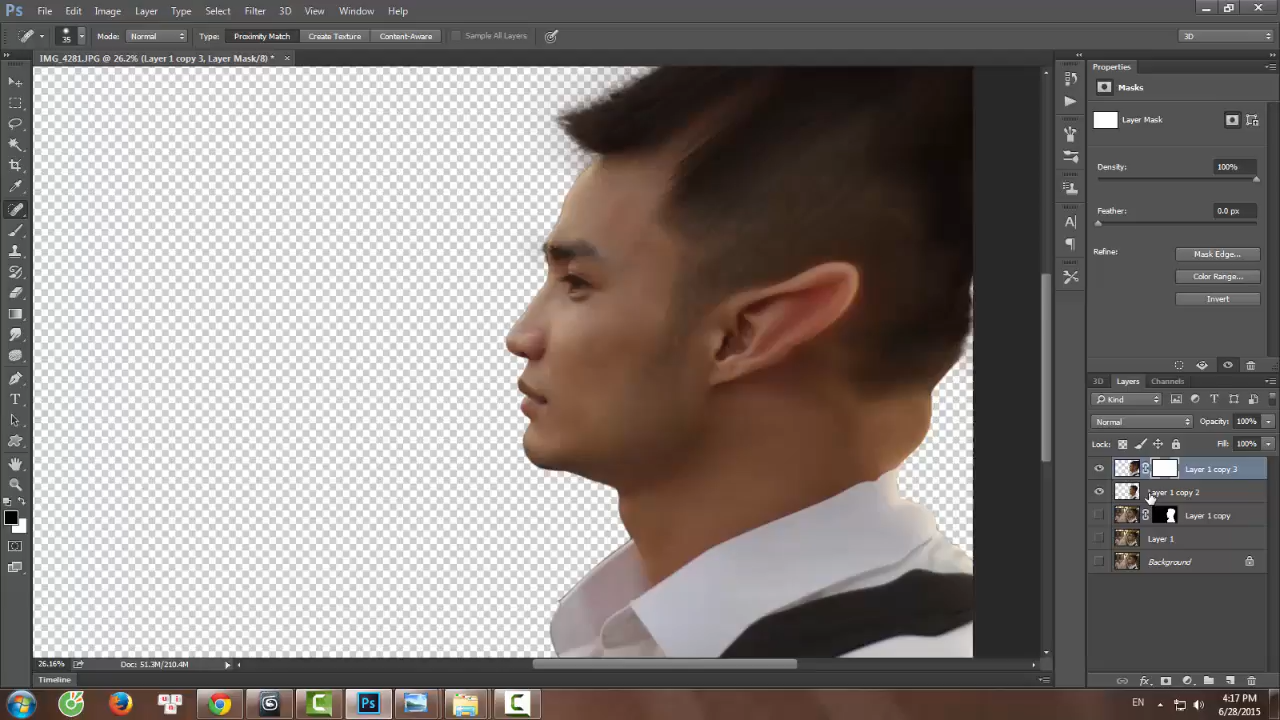 Ps File Edit Image Layer Type Select Filter 3D View Window Help
35 Mode: Normal Type: Proximity Match Create Texture Content-Aware Sample All Layers 3D
IMG_4281.JPG @ 26.2% (Layer 1 copy 3, Layer Mask/8) * ×
Properties
Masks
Layer Mask
Density: 100%
Feather: 0.0 px
Refine: Mask Edge...
Color Range...
Invert
3D Layers Channels
Kind
Normal Opacity: 100%
Lock: Fill: 100%
Layer 1 copy 3
Layer 1 copy 2
Layer 1 copy
Layer 1
Background
26.16% Doc: 51.3M/210.4M
Timeline
EN 4:17 PM
6/28/2015